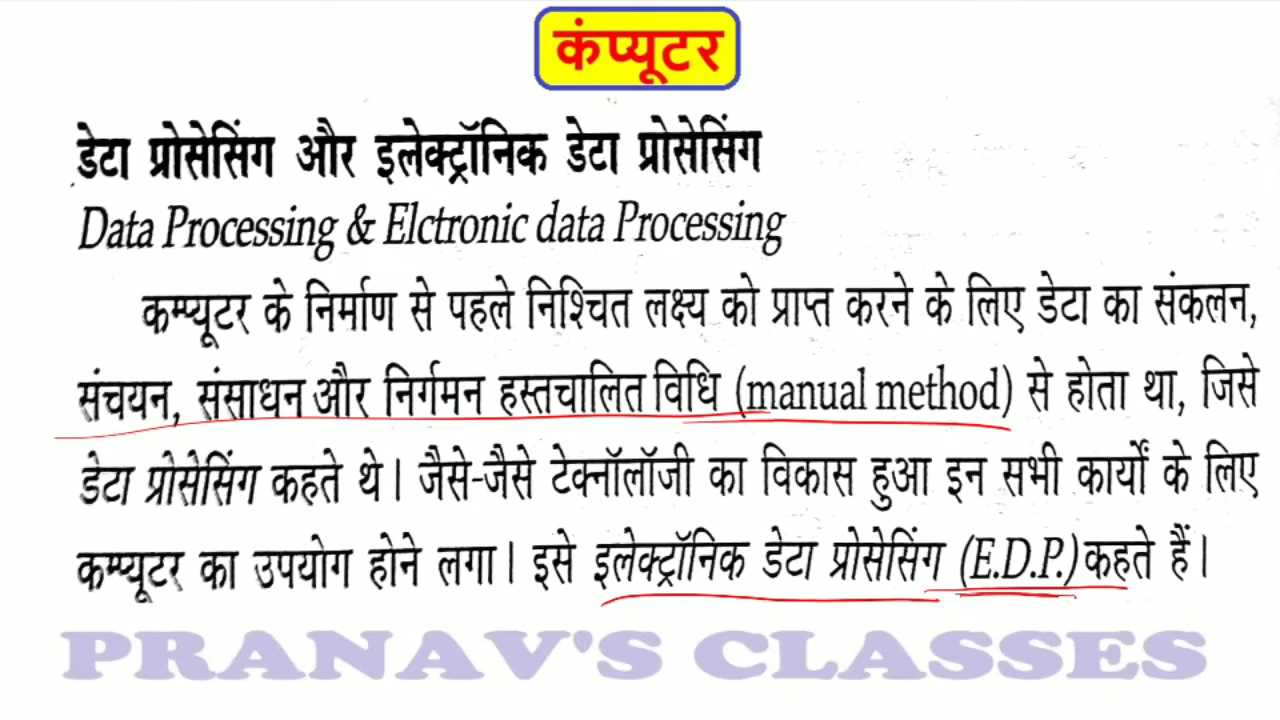 कंप्यूटर
डेटा प्रोसेसिंग और इलेक्ट्रॉनिक डेटा प्रोसेसिंग
Data Processing & Elctronic data Processing
कम्प्यूटर के निर्माण से पहले निश्चित लक्ष्य को प्राप्त करने के लिए डेटा का संकलन,
संचयन, संसाधन और निर्गमन हस्तचालित विधि (manual method) से होता था, जिसे
डेटा प्रोसेसिंग कहते थे। जैसे-जैसे टेक्नॉलॉजी का विकास हुआ इन सभी कार्यों के लिए
कम्प्यूटर का उपयोग होने लगा। इसे इलेक्ट्रॉनिक डेटा प्रोसेसिंग (E.D.P.) कहते हैं।
PRANAV'S CLASSES